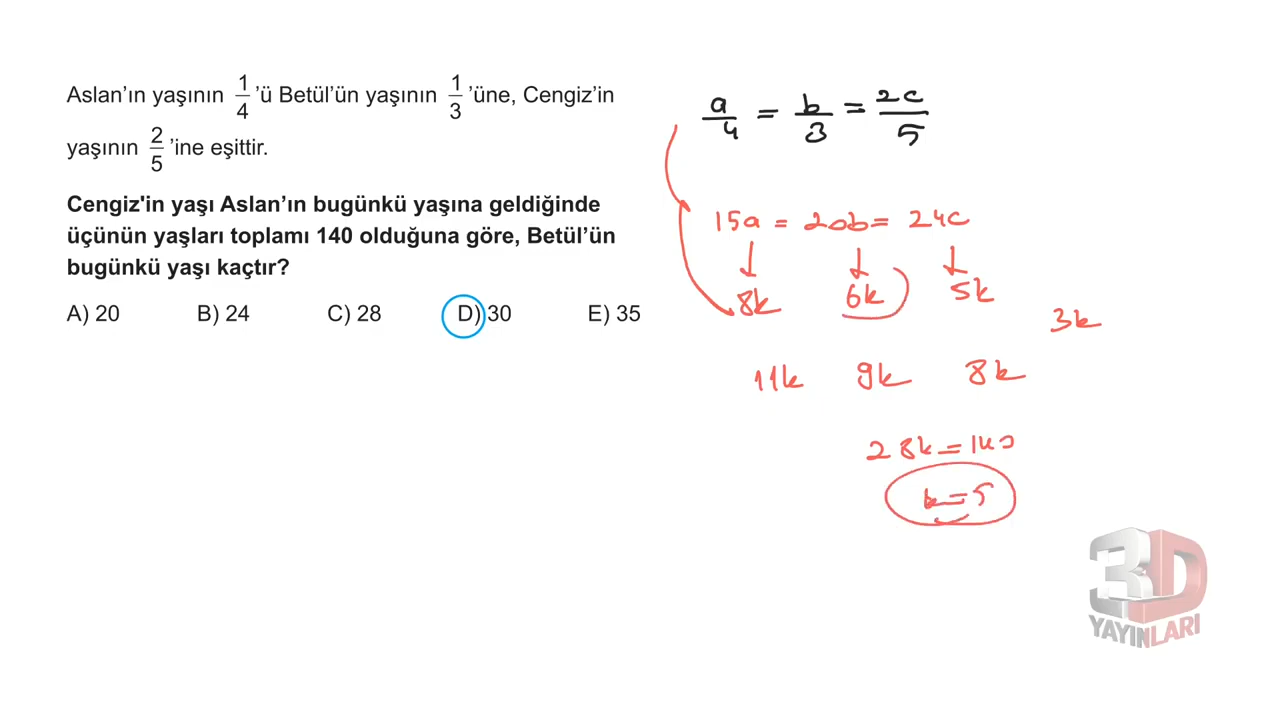 Aslan’ın yaşının 1/4 ’ü Betül’ün yaşının 1/3 ’üne, Cengiz’in
yaşının 2/5 ’ine eşittir.
Cengiz'in yaşı Aslan’ın bugünkü yaşına geldiğinde
üçünün yaşları toplamı 140 olduğuna göre, Betül’ün
bugünkü yaşı kaçtır?
A) 20 B) 24 C) 28 D) 30 E) 35
a/4 = b/3 = 2c/5
15a = 20b = 24c
8k 6k 5k
3k
11k 9k 8k
28k = 140
k = 5
3D
YAYINLARI